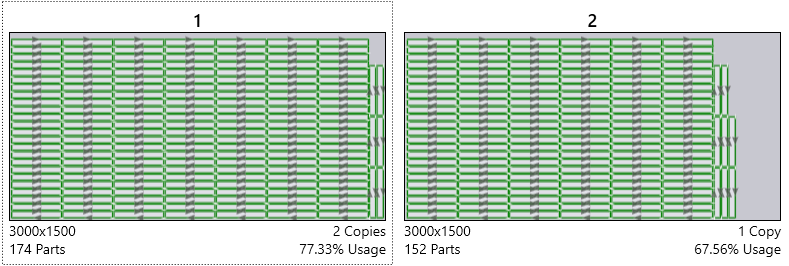 1
2
3000x1500
2 Copies
174 Parts
77.33% Usage
3000x1500
1 Copy
152 Parts
67.56% Usage